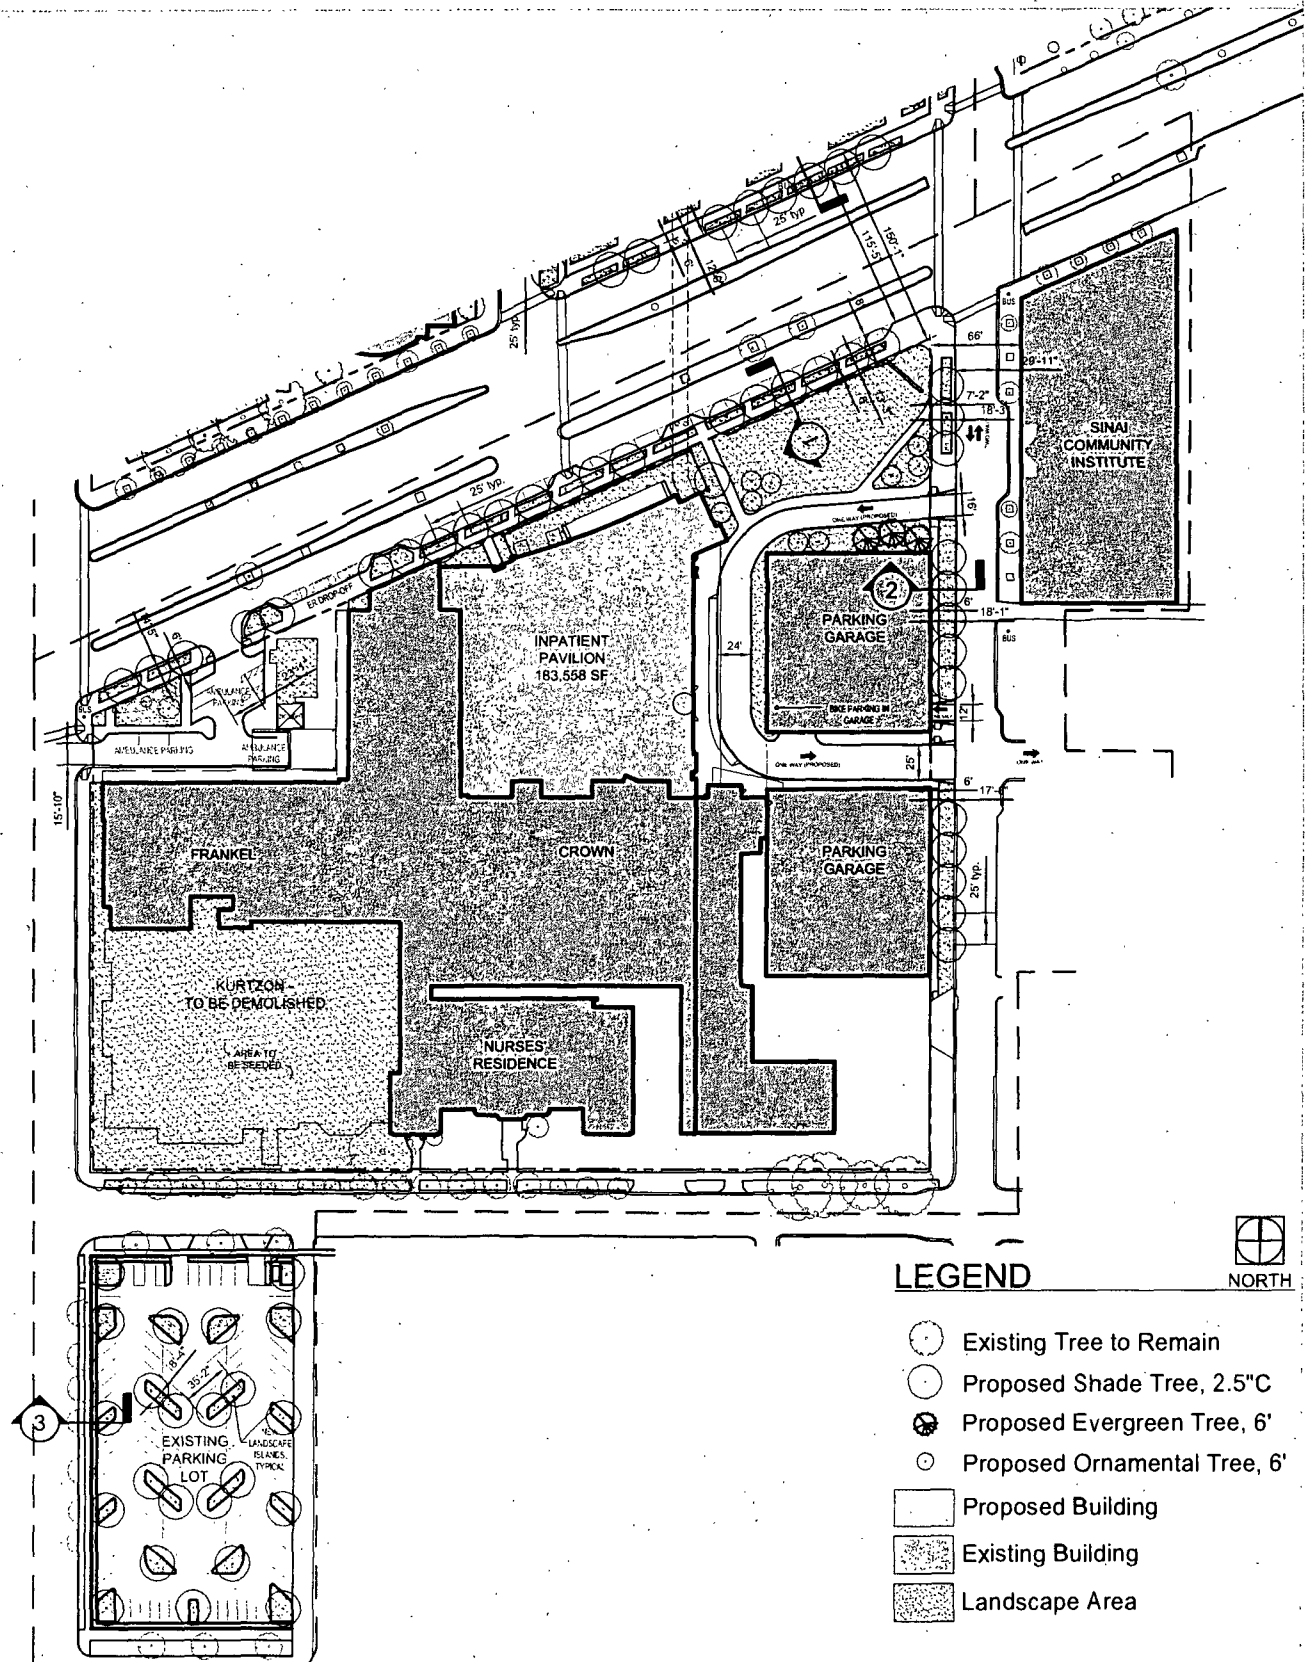 25' typ
150'-1"
115'-5"
BUS
66'
29'-11"
7'-2"
18'-3
25' typ.
SINAI
COMMUNITY
INSTITUTE
25' typ.
ONE WAY (PROPOSED)
16'
ER DROP-OFF
INPATIENT
PAVILION
183,558 SF
2
PARKING
GARAGE
6'
18'-1"
BUS
24'
BIKE PARKING IN
GARAGE
12'
AMBULANCE
PARKING
BUS
AMBULANCE PARKING
AMBULANCE
PARKING
ONE WAY (PROPOSED)
25'
ONE WAY
15'-10"
6'
FRANKEL
CROWN
PARKING
GARAGE
25' typ.
KURTZON
TO BE DEMOLISHED
AREA TO
BE SEEDED
NURSES'
RESIDENCE
NORTH
LEGEND
Existing Tree to Remain
Proposed Shade Tree, 2.5"C
Proposed Evergreen Tree, 6'
Proposed Ornamental Tree, 6'
Proposed Building
Existing Building
Landscape Area
35'-2"
3
EXISTING
PARKING
LOT
NEW
LANDSCAPE
ISLANDS,
TYPICAL